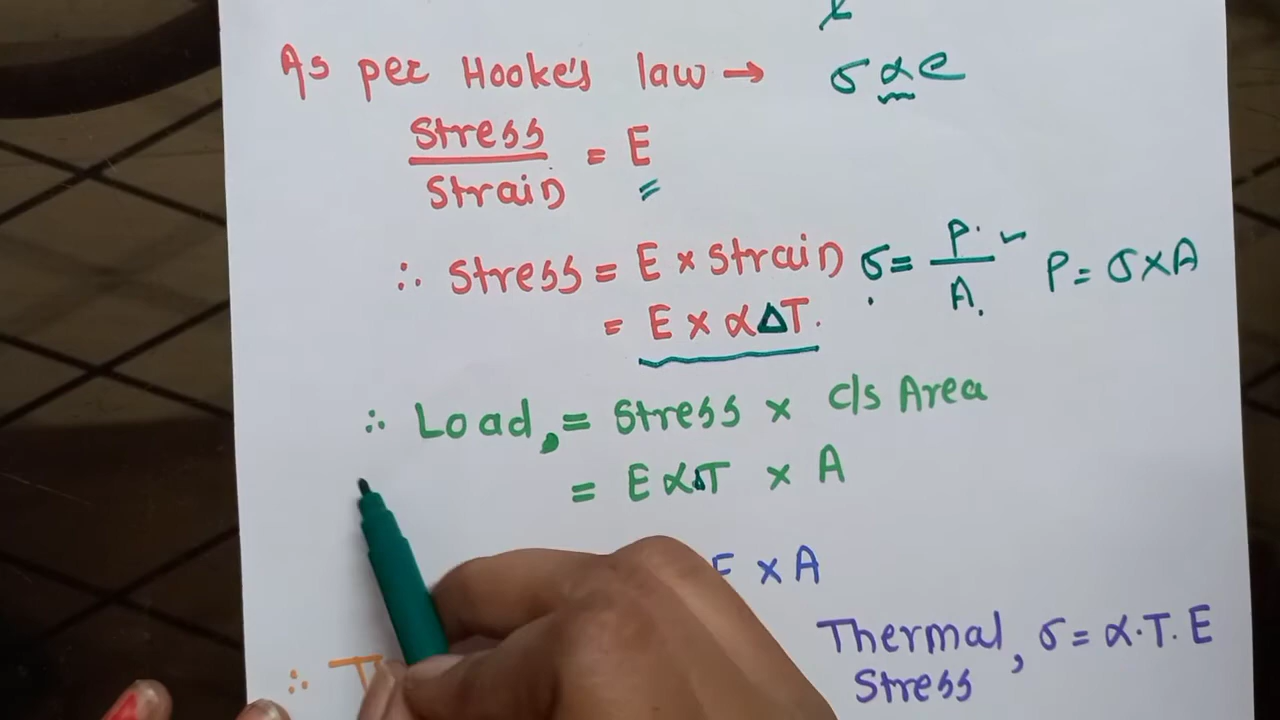 As per Hooke's law → σ α e
Stress / Strain = E
∴ Stress = E × Strain σ = P / A P = σ × A
= E × αΔT.
∴ Load, = Stress × c/s Area
= EαΔT × A
E × A
Thermal Stress, σ = α.T.E
∴ T